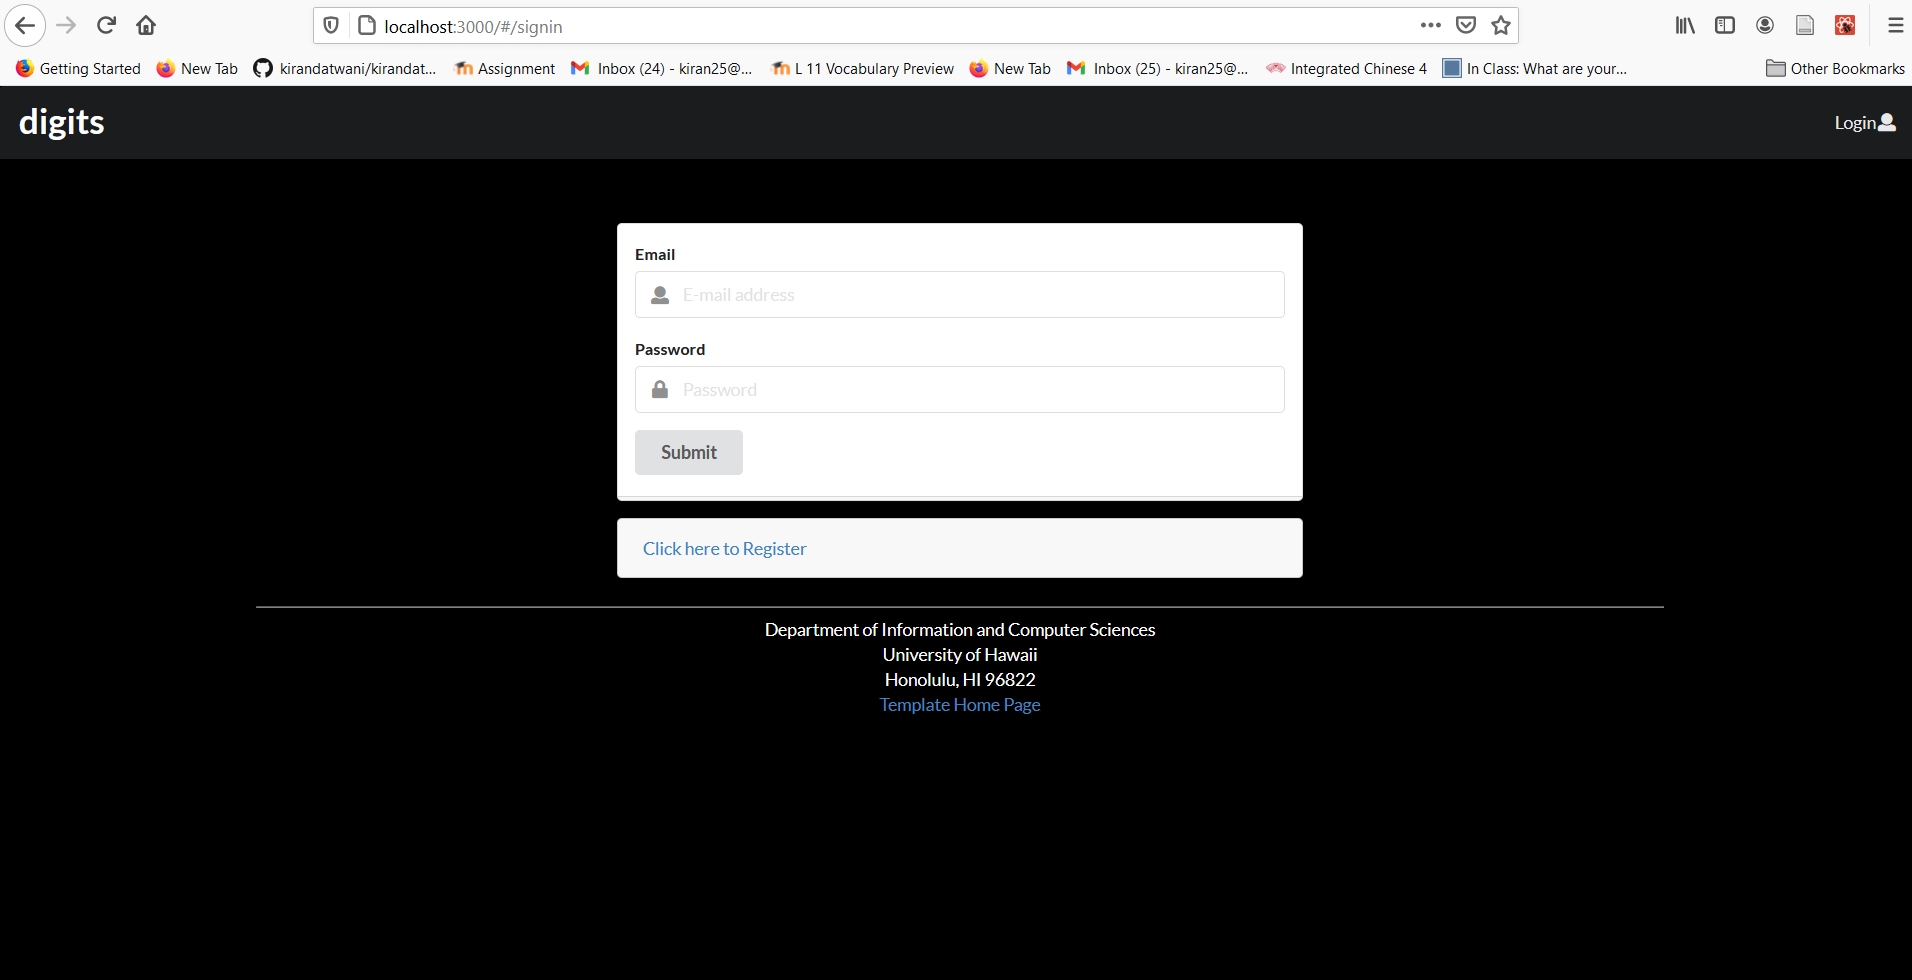 localhost:3000/#/signin
Getting Started New Tab kirandatwani/kirandat... Assignment Inbox (24) - kiran25@... L 11 Vocabulary Preview New Tab Inbox (25) - kiran25@... Integrated Chinese 4 In Class: What are your... Other Bookmarks
digits Login
Email
E-mail address
Password
Password
Submit
Click here to Register
Department of Information and Computer Sciences
University of Hawaii
Honolulu, HI 96822
Template Home Page